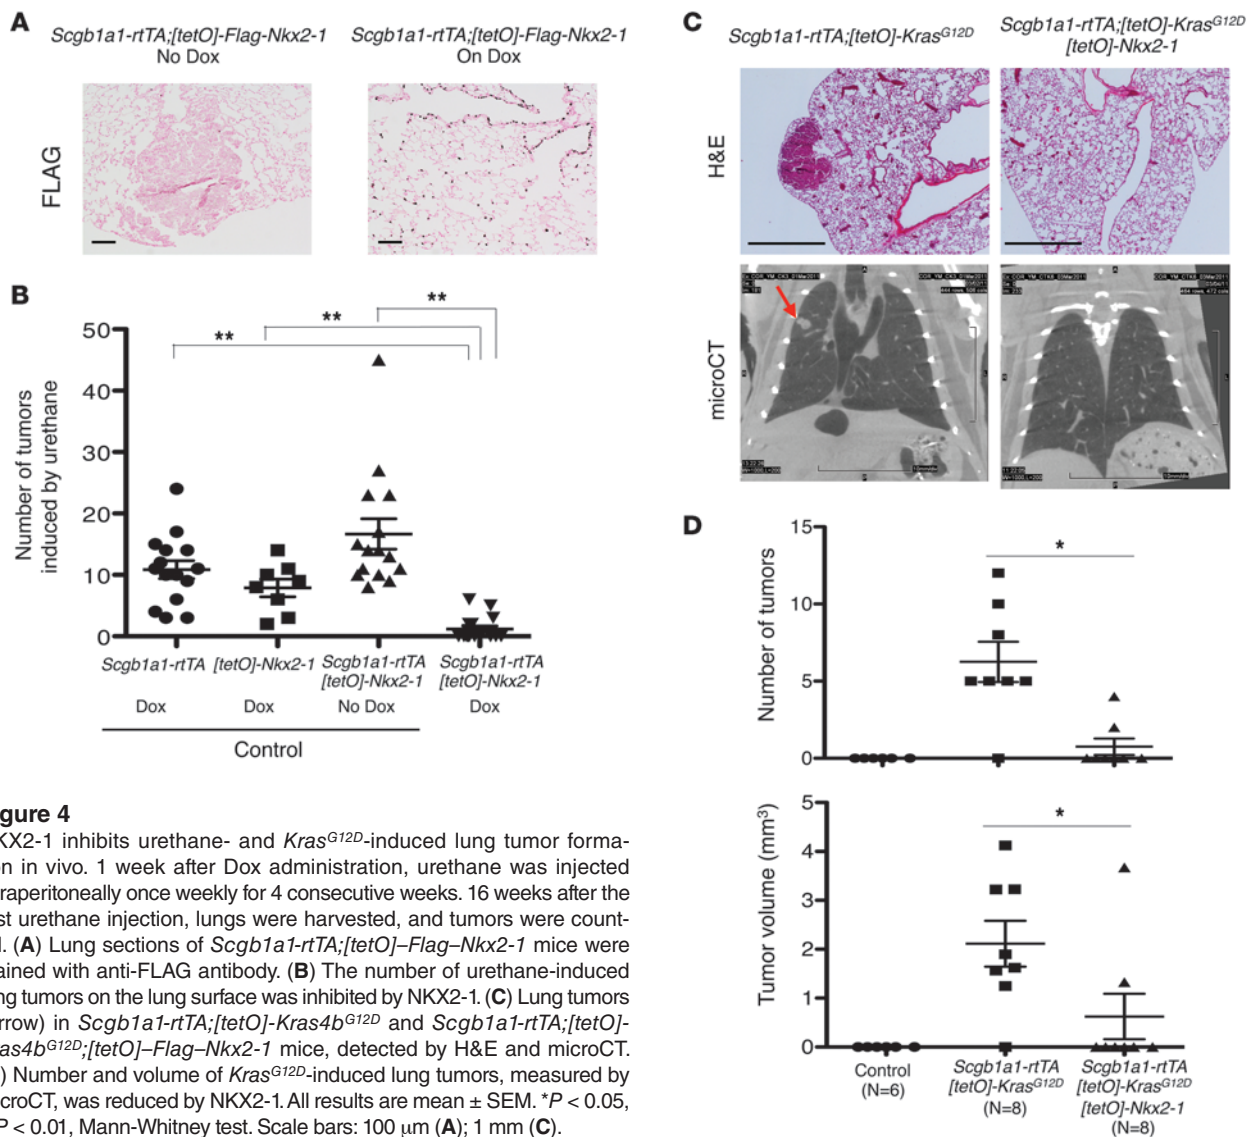 A
Scgb1a1-rtTA;[tetO]-Flag-Nkx2-1
No Dox
Scgb1a1-rtTA;[tetO]-Flag-Nkx2-1
On Dox
FLAG
B
Number of tumors
induced by urethane
50
40
30
20
10
0
**
**
**
Scgb1a1-rtTA
Dox
[tetO]-Nkx2-1
Dox
Scgb1a1-rtTA
[tetO]-Nkx2-1
No Dox
Scgb1a1-rtTA
[tetO]-Nkx2-1
Dox
Control
gure 4
KX2-1 inhibits urethane- and KrasG12D-induced lung tumor forma-
on in vivo. 1 week after Dox administration, urethane was injected
raperitoneally once weekly for 4 consecutive weeks. 16 weeks after the
st urethane injection, lungs were harvested, and tumors were count-
d. (A) Lung sections of Scgb1a1-rtTA;[tetO]–Flag–Nkx2-1 mice were
ained with anti-FLAG antibody. (B) The number of urethane-induced
ng tumors on the lung surface was inhibited by NKX2-1. (C) Lung tumors
rrow) in Scgb1a1-rtTA;[tetO]-Kras4bG12D and Scgb1a1-rtTA;[tetO]-
as4bG12D;[tetO]–Flag–Nkx2-1 mice, detected by H&E and microCT.
) Number and volume of KrasG12D-induced lung tumors, measured by
croCT, was reduced by NKX2-1. All results are mean ± SEM. *P < 0.05,
P < 0.01, Mann-Whitney test. Scale bars: 100 μm (A); 1 mm (C).
C
Scgb1a1-rtTA;[tetO]-KrasG12D
Scgb1a1-rtTA;[tetO]-KrasG12D
[tetO]-Nkx2-1
H&E
microCT
D
Number of tumors
15
10
5
0
*
Tumor volume (mm3)
5
4
3
2
1
0
*
Control
(N=6)
Scgb1a1-rtTA
[tetO]-KrasG12D
(N=8)
Scgb1a1-rtTA
[tetO]-KrasG12D
[tetO]-Nkx2-1
(N=8)